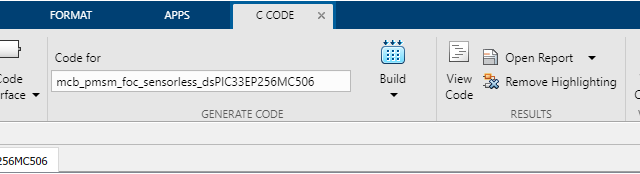 FORMAT APPS C CODE
Code for
mcb_pmsm_foc_sensorless_dsPIC33EP256MC506
Build
View Code
Open Report
Remove Highlighting
GENERATE CODE
RESULTS
256MC506